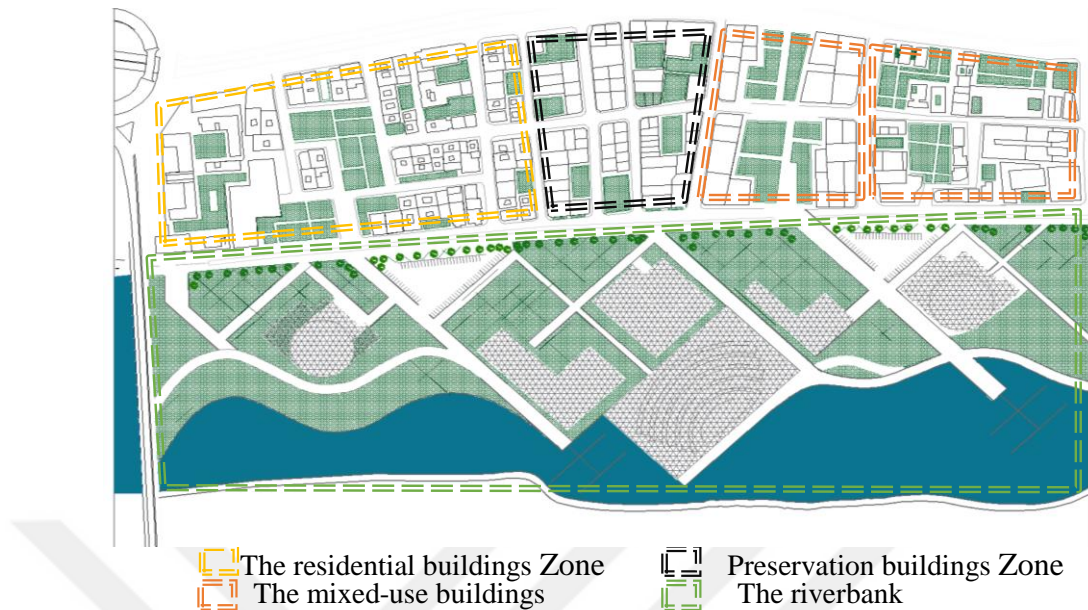 The residential buildings Zone
Preservation buildings Zone
The mixed-use buildings
The riverbank